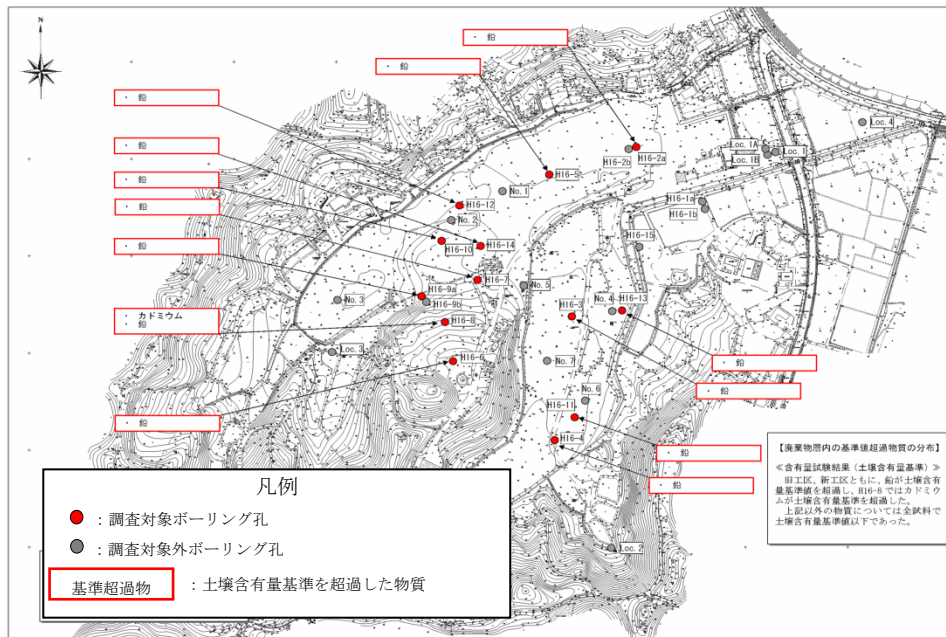 N
・ 鉛
・ 鉛
・ 鉛
・ 鉛
・ 鉛
・ 鉛
・ 鉛
・ カドミウム
・ 鉛
・ 鉛
・ 鉛
・ 鉛
・ 鉛
・ 鉛
Loc. 4
Loc. 1A
Loc. 1
Loc. 1B
H16-2b
H16-2a
H16-5
No. 1
H16-12
H16-1a
H16-1b
No. 2
H16-10
H16-14
H16-15
H16-7
No. 5
H16-9a
H16-9b
No. 3
H16-3
No. 4
H16-13
H16-8
Loc. 3
H16-6
No. 7
No. 6
H16-11
H16-4
Loc. 2
【廃棄物層内の基準値超過物質の分布】
≪含有量試験結果（土壌含有量基準）≫
旧工区、新工区ともに、鉛が土壌含有
量基準値を超過し、H16-8ではカドミウ
ムが土壌含有量基準を超過した。
上記以外の物質については全試料で
土壌含有量基準値以下であった。
凡例
：調査対象ボーリング孔
：調査対象外ボーリング孔
基準超過物 ：土壌含有量基準を超過した物質